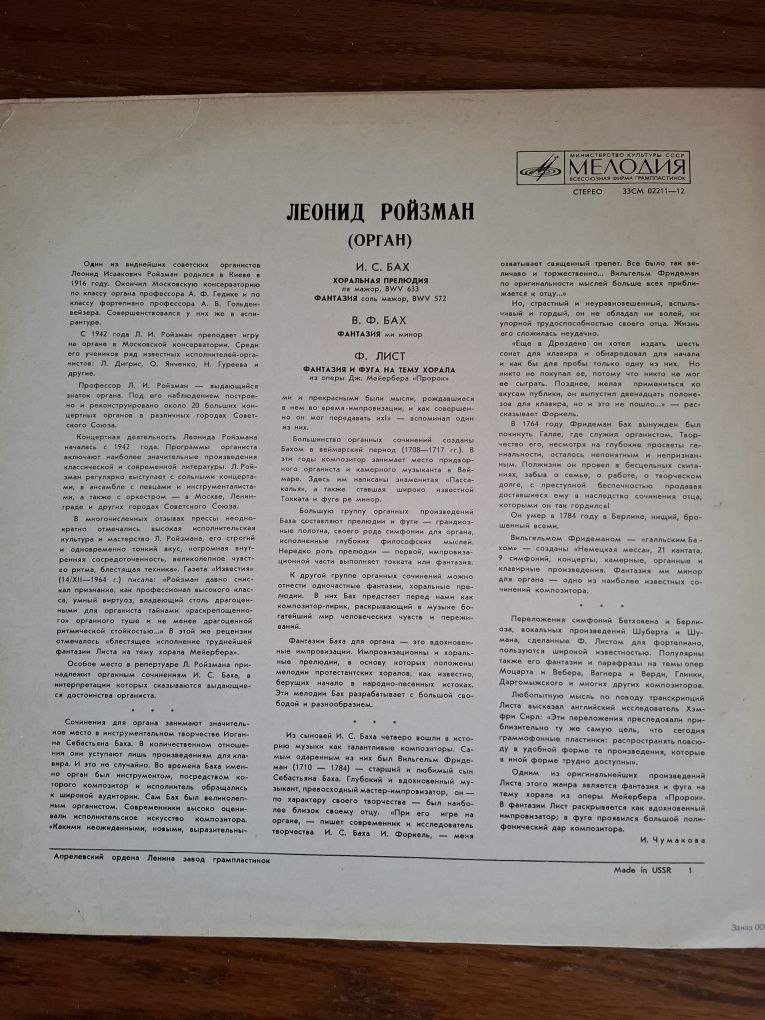 МИНИСТЕРСТВО КУЛЬТУРЫ СССР
МЕЛОДИЯ
ВСЕСОЮЗНАЯ ФИРМА ГРАМПЛАСТИНОК
СТЕРЕО 33СМ 02211—12
ЛЕОНИД РОЙЗМАН
(ОРГАН)
И. С. БАХ
ХОРАЛЬНАЯ ПРЕЛЮДИЯ
ля мажор, BWV 633
ФАНТАЗИЯ соль мажор, BWV 572
В. Ф. БАХ
ФАНТАЗИЯ ми минор
Ф. ЛИСТ
ФАНТАЗИЯ И ФУГА НА ТЕМУ ХОРАЛА
из оперы Дж. Мейербера «Пророк»
Один из виднейших советских органистов
Леонид Исаакович Ройзман родился в Киеве в
1916 году. Окончил Московскую консерваторию
по классу органа профессора А. Ф. Гедике и по
классу фортепиано профессора А. Б. Гольден-
вейзера. Совершенствовался у них же в аспи-
рантуре.
С 1942 года Л. И. Ройзман преподает игру
на органе в Московской консерватории. Среди
его учеников ряд известных исполнителей-орга-
нистов: Л. Дигрис, О. Янченко, Н. Гуреева и
другие.
Профессор Л. И. Ройзман — выдающийся
знаток органа. Под его наблюдением построе-
но и реконструировано около 20 больших кон-
цертных органов в различных городах Совет-
ского Союза.
Концертная деятельность Леонида Ройзмана
началась с 1942 года. Программы органиста
включают наиболее значительные произведения
классической и современной литературы. Л. Рой-
зман регулярно выступает с сольными концерта-
ми, в ансамбле с певцами и инструменталиста-
ми, а также с оркестром — в Москве, Ленин-
граде и других городах Советского Союза.
В многочисленных отзывах прессы неодно-
кратно отмечались высокая исполнительская
культура и мастерство Л. Ройзмана, его строгий
и одновременно тонкий вкус, «огромная внут-
ренняя сосредоточенность, великолепное чувст-
во ритма, блестящая техника». Газета «Известия»
(14/XII—1964 г.) писала: «Ройзман давно снис-
кал признание, как профессионал высокого клас-
са, умный виртуоз, владеющий столь драгоцен-
ными для органиста тайнами «раскрепощенно-
го» органного туше и не менее драгоценной
ритмической стойкостью...» В этой же рецензии
отмечалось «блестящее исполнение труднейшей
фантазии Листа на тему хорала Мейербера».
Особое место в репертуаре Л. Ройзмана при-
надлежит органным сочинениям И. С. Баха, в
интерпретации которых сказываются выдающие-
ся достоинства органиста.
* * *
Сочинения для органа занимают значитель-
ное место в инструментальном творчестве Иоган-
на Себастьяна Баха. В количественном отноше-
нии они уступают лишь произведениям для кла-
вира. И это не случайно. Во времена Баха имен-
но орган был инструментом, посредством ко-
торого композитор и исполнитель обращались
к широкой аудитории. Сам Бах был великолеп-
ным органистом. Современники высоко оцени-
вали исполнительское искусство композитора.
«Какими неожиданными, новыми, выразительны-
ми и прекрасными были мысли, рождавшиеся
в нем во время импровизации, и как совершен-
но он мог передавать их!» — вспоминал один
из них.
Большинство органных сочинений созданы
Бахом в веймарский период (1708—1717 гг.). В
эти годы композитор занимает место придвор-
ного органиста и камерного музыканта в Вей-
маре. Здесь им написаны знаменитая «Пасса-
калья», а также ставшая широко известной
Токката и фуга ре минор.
Большую группу органных произведений
Баха составляют прелюдии и фуги — грандиоз-
ные полотна, своего рода симфонии для органа,
исполненные глубоких философских мыслей.
Нередко роль прелюдии — первой, импровиза-
ционной части выполняет токката или фантазия.
К другой группе органных сочинений можно
отнести одночастные фантазии, хоральные пре-
людии. В них Бах предстает перед нами как
композитор-лирик, раскрывающий в музыке бо-
гатейший мир человеческих чувств и пережи-
ваний.
Фантазии Баха для органа — это вдохновен-
ные импровизации. Импровизационны и хораль-
ные прелюдии, в основу которых положены
мелодии протестантских хоралов, как известно,
берущих начало в народно-песенных истоках.
Эти мелодии Бах разрабатывает с большой сво-
бодой и разнообразием.
* * *
Из сыновей И. С. Баха четверо вошли в исто-
рию музыки как талантливые композиторы. Са-
мым одаренным из них был Вильгельм Фриде-
ман (1710 — 1784) — старший и любимый сын
Себастьяна Баха. Глубокий и вдохновенный му-
зыкант, превосходный мастер-импровизатор, он —
по характеру своего творчества — был наибо-
лее близок своему отцу. «При его игре на
органе, — пишет современник и исследователь
творчества И. С. Баха И. Форкель, — меня
охватывает священный трепет. Все было так ве-
личаво и торжественно... Вильгельм Фридеман
по оригинальности мыслей больше всех прибли-
жается к отцу...»
Но, страстный и неуравновешенный, вспыль-
чивый и гордый, он не обладал ни волей, ни
упорной трудоспособностью своего отца. Жизнь
его сложилась неудачно.
«Еще в Дрездене он хотел издать шесть
сонат для клавира и обнародовал для начала
и как бы для пробы только одну из них. Но
никто не покупал ее, потому что никто не мог
ее сыграть. Позднее, желая примениться ко
вкусам публики, он выпустил двенадцать полоне-
зов для клавира, но и это не пошло...» — рас-
сказывает Форкель.
В 1764 году Фридеман Бах вынужден был
покинуть Галле, где служил органистом. Творчест-
во его, несмотря на глубокие просветы ге-
ниальности, осталось непонятным и непризнан-
ным. Полжизни он провел в бесцельных скита-
ниях, забыв о семье, о работе, о творческом
долге, с преступной беспечностью продавая
доставшиеся ему в наследство сочинения отца,
которыми он так гордился!
Он умер в 1784 году в Берлине, нищий, бро-
шенный всеми.
Вильгельмом Фридеманом — «галльским Ба-
хом» — созданы «Немецкая месса», 21 кантата,
9 симфоний, концерты, камерные, органные и
клавирные произведения. Фантазия ми минор
для органа — одно из наиболее известных со-
чинений композитора.
* * *
Переложения симфоний Бетховена и Берлио-
за, вокальных произведений Шуберта и Шу-
мана, сделанные Ф. Листом для фортепиано,
пользуются широкой известностью. Популярны
также его фантазии и парафразы на темы опер
Моцарта и Вебера, Вагнера и Верди, Глинки,
Даргомыжского и многих других композиторов.
Любопытную мысль по поводу транскрипций
Листа высказал английский исследователь Хэм-
фри Сирл: «Эти переложения преследовали при-
близительно ту же самую цель, что сегодня
граммофонные пластинки: распространять повсю-
ду в удобной форме те произведения, которые
в иной форме трудно доступны».
Одним из оригинальнейших произведений
Листа этого жанра является фантазия и фуга на
тему хорала из оперы Мейербера «Пророк».
В фантазии Лист раскрывается как вдохновенный
импровизатор; в фуге проявился большой поли-
фонический дар композитора.
И. Чумакова
Апрелевский ордена Ленина завод грампластинок
Made in USSR 1
Заказ